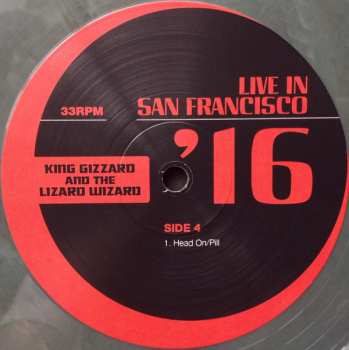 LIVE IN
SAN FRANCISCO
'16
33RPM
KING GIZZARD
AND THE
LIZARD WIZARD
SIDE 4
1. Head On/Pill